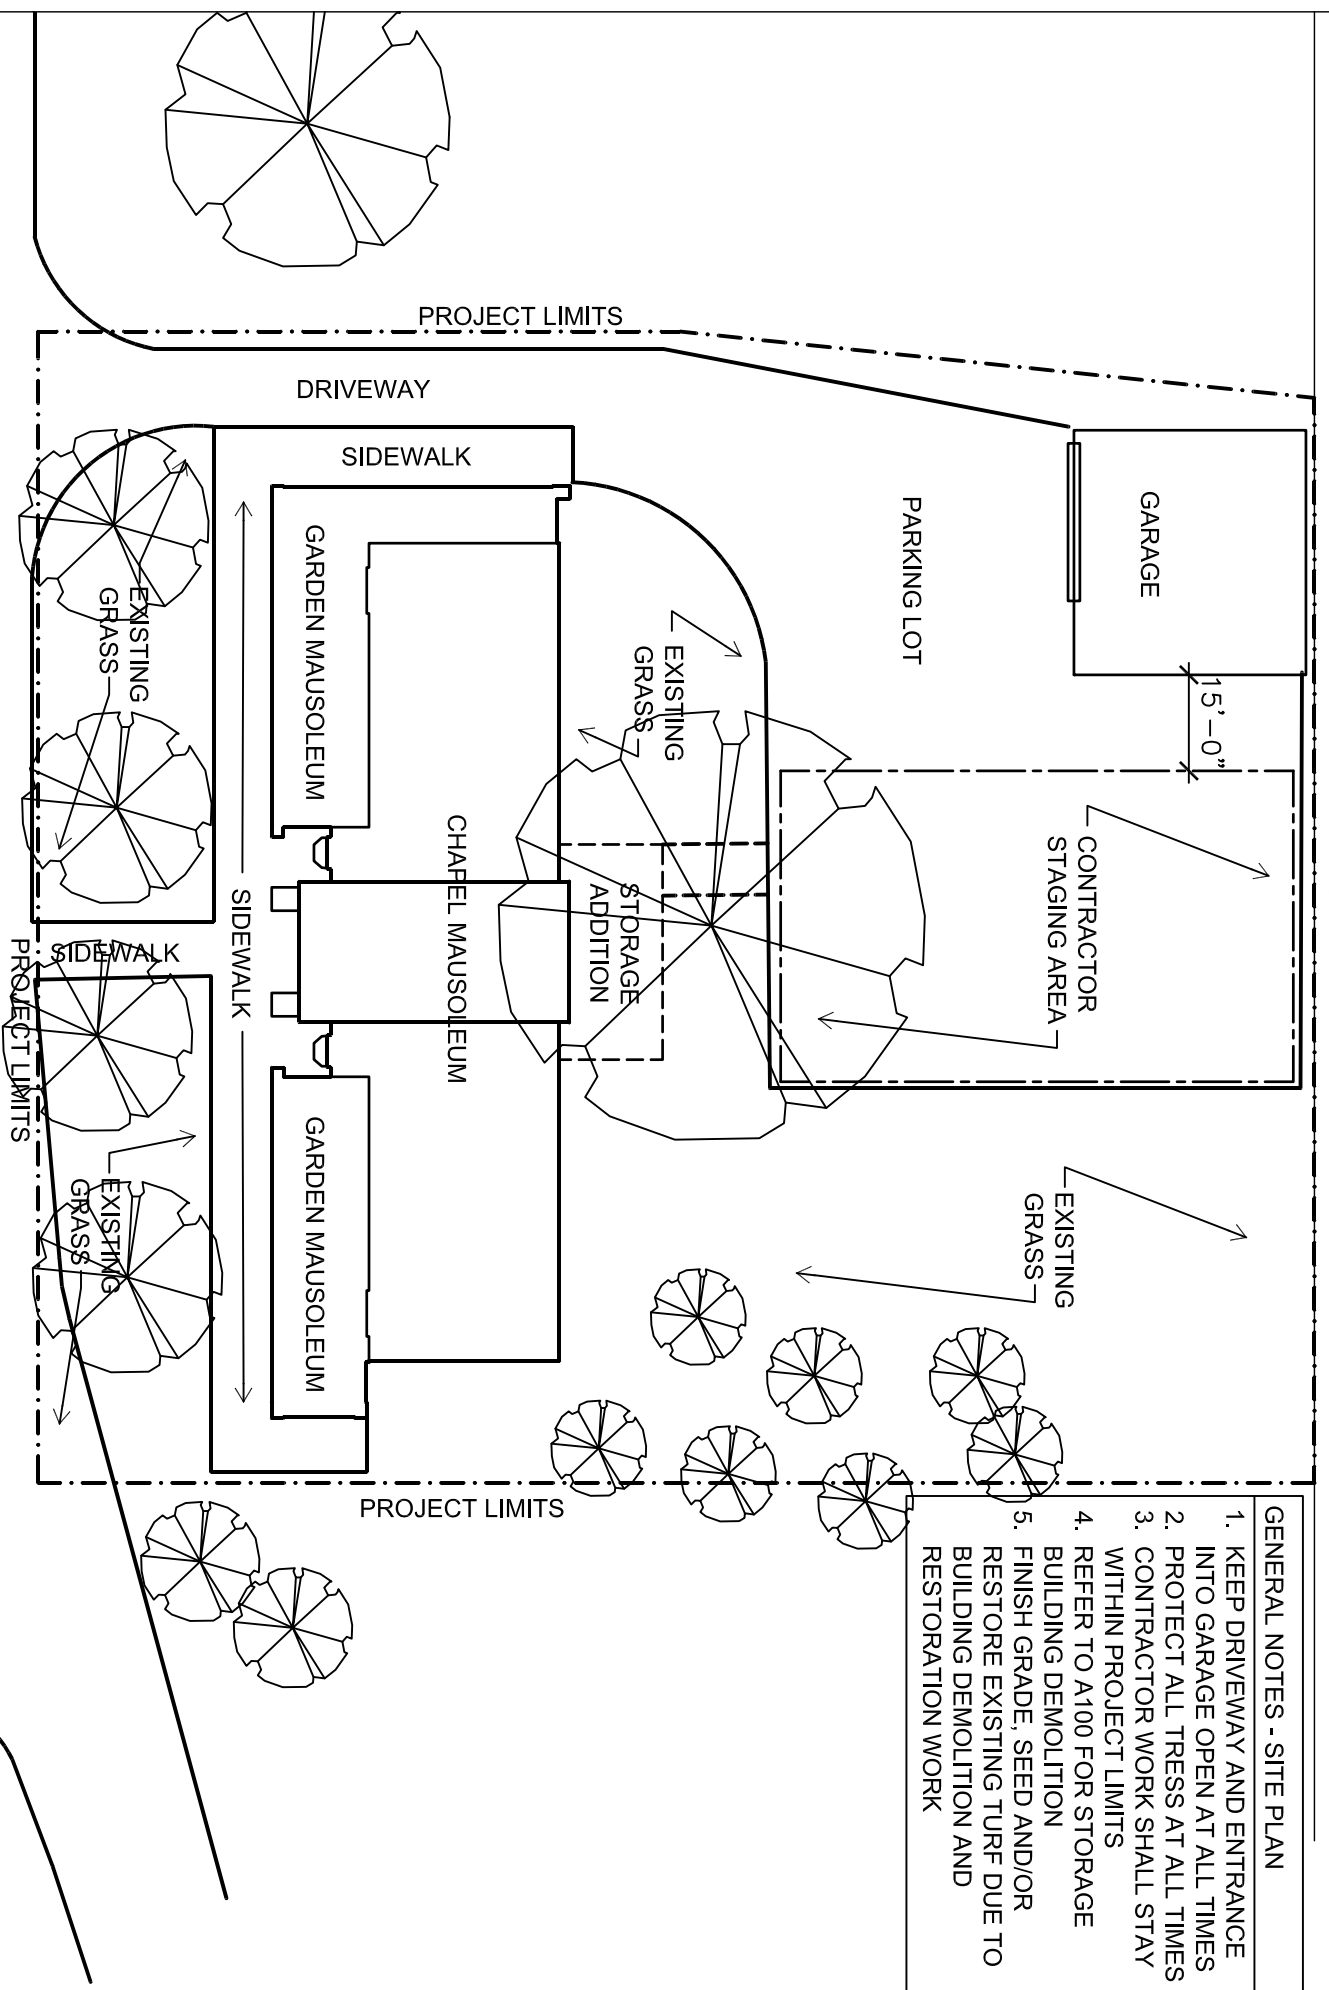 PROJECT LIMITS
DRIVEWAY
SIDEWALK
GARAGE
PARKING LOT
15'-0"
EXISTING
GRASS
GARDEN MAUSOLEUM
EXISTING
GRASS
CONTRACTOR
STAGING AREA
STORAGE
ADDITION
CHAPEL MAUSOLEUM
SIDEWALK
SIDEWALK
PROJECT LIMITS
EXISTING
GRASS
GARDEN MAUSOLEUM
EXISTING
GRASS
PROJECT LIMITS
GENERAL NOTES - SITE PLAN
1. KEEP DRIVEWAY AND ENTRANCE
INTO GARAGE OPEN AT ALL TIMES
2. PROTECT ALL TRESS AT ALL TIMES
3. CONTRACTOR WORK SHALL STAY
WITHIN PROJECT LIMITS
4. REFER TO A100 FOR STORAGE
BUILDING DEMOLITION
5. FINISH GRADE, SEED AND/OR
RESTORE EXISTING TURF DUE TO
BUILDING DEMOLITION AND
RESTORATION WORK